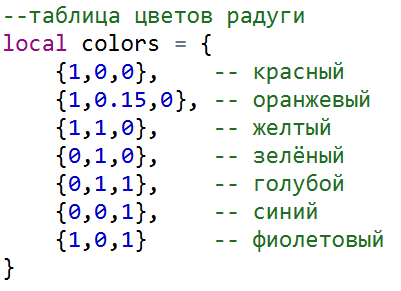 --таблица цветов радуги
local colors = {
    {1,0,0},    -- красный
    {1,0.15,0}, -- оранжевый
    {1,1,0},    -- желтый
    {0,1,0},    -- зелёный
    {0,1,1},    -- голубой
    {0,0,1},    -- синий
    {1,0,1}     -- фиолетовый
}